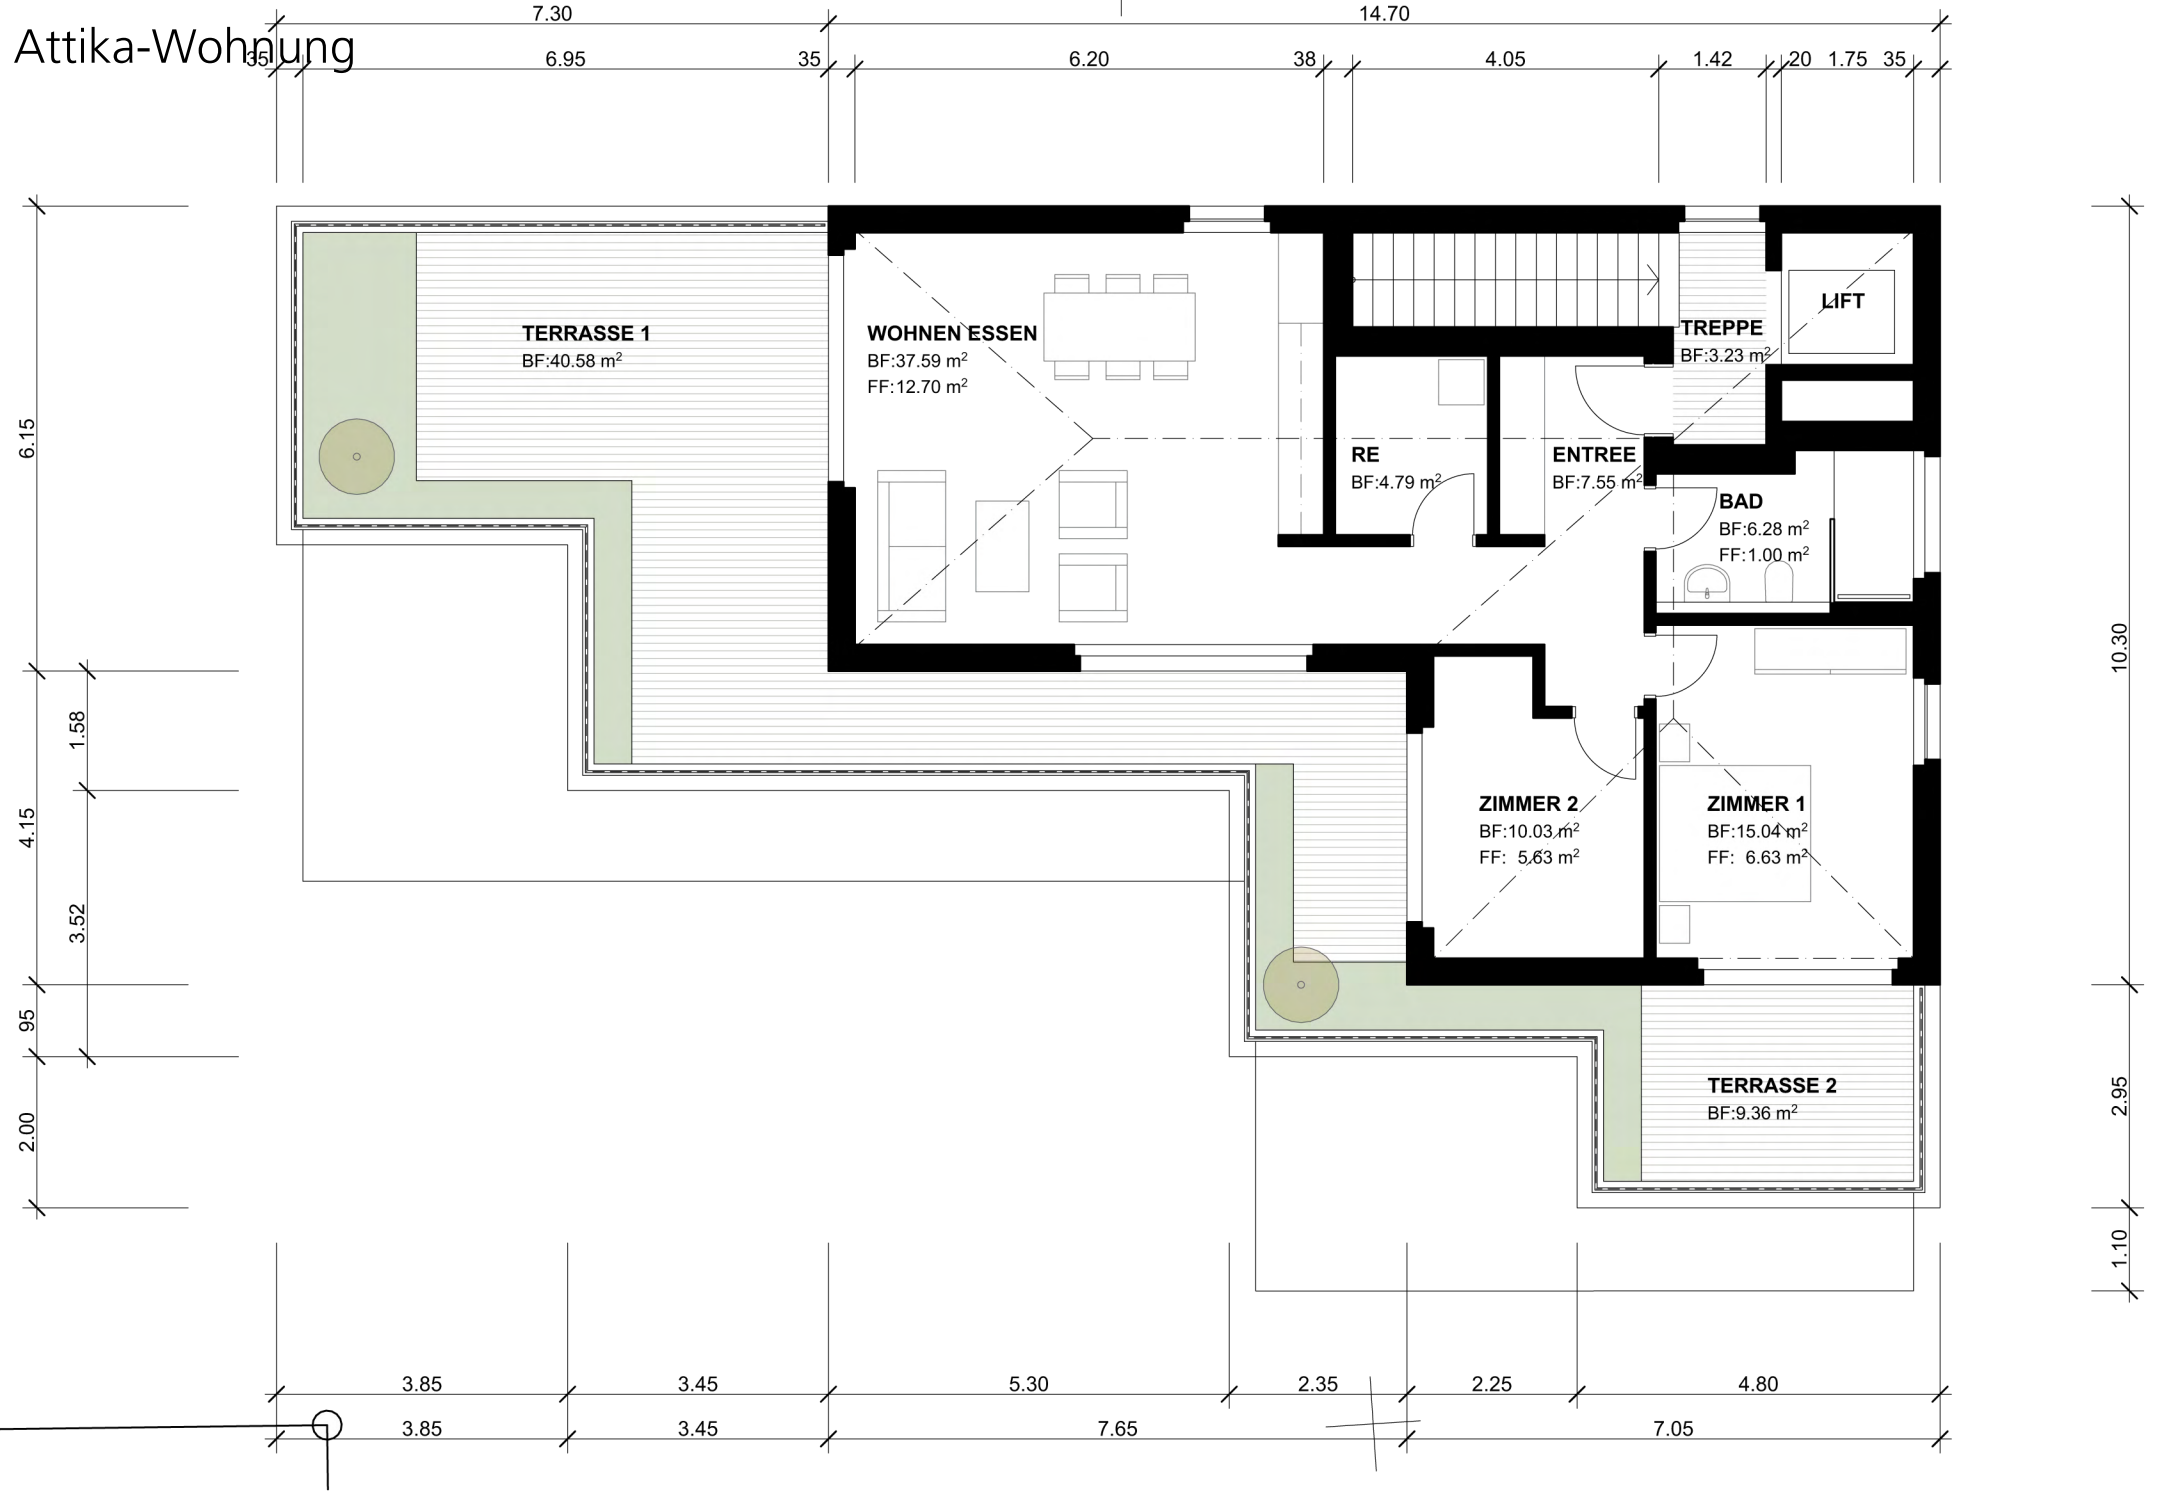 7.30
14.70
Attika-Wohnung
35
6.95
35
6.20
38
4.05
1.42
20
1.75
35
TERRASSE 1
BF:40.58 m²
WOHNEN ESSEN
BF:37.59 m²
FF:12.70 m²
LIFT
TREPPE
BF:3.23 m²
RE
BF:4.79 m²
ENTREE
BF:7.55 m²
BAD
BF:6.28 m²
FF:1.00 m²
ZIMMER 2
BF:10.03 m²
FF: 5.63 m²
ZIMMER 1
BF:15.04 m²
FF: 6.63 m²
TERRASSE 2
BF:9.36 m²
6.15
1.58
4.15
3.52
95
2.00
10.30
2.95
1.10
3.85
3.45
5.30
2.35
2.25
4.80
3.85
3.45
7.65
7.05